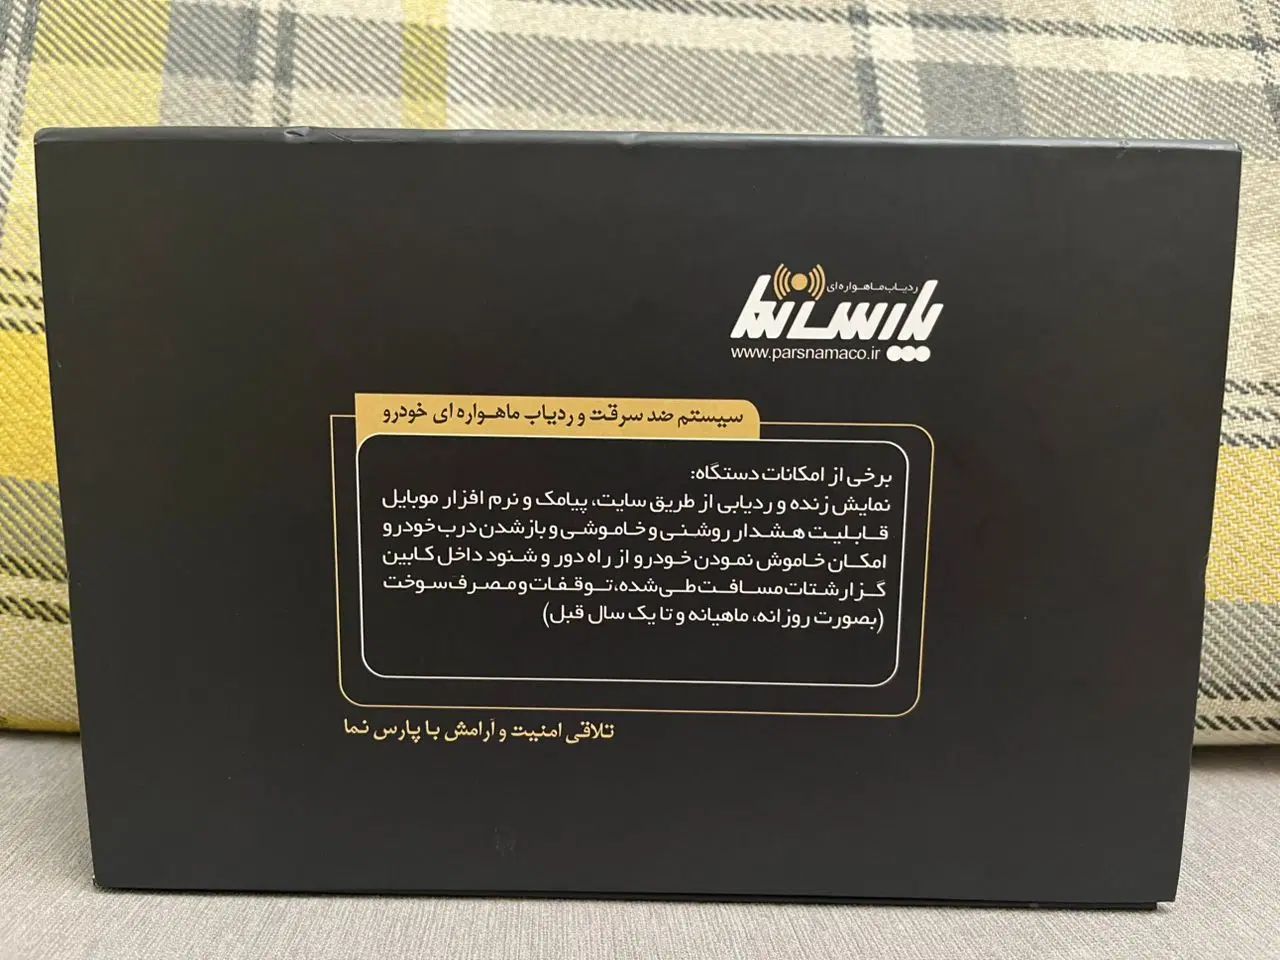 ردیاب ماهواره ای
پارس نما
www.parsnamaco.ir
سیستم ضد سرقت و ردیاب ماهواره ای خودرو
برخی از امکانات دستگاه:
نمایش زنده و ردیابی از طریق سایت، پیامک و نرم افزار موبایل
قابلیت هشدار روشنی و خاموشی و باز شدن درب خودرو
امکان خاموش نمودن خودرو از راه دور و شنود داخل کابین
گزارشتات مسافت طی شده، توقفات و مصرف سوخت
(بصورت روزانه، ماهیانه و تا یک سال قبل)
تلاقی امنیت و آرامش با پارس نما